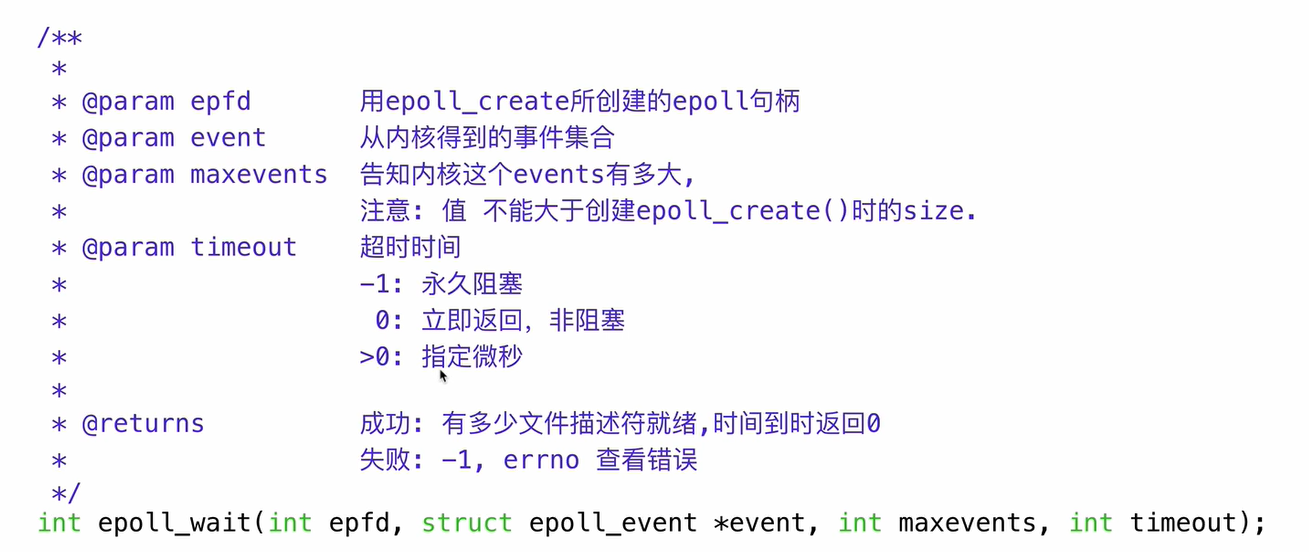 /**
 *
 * @param epfd 用epoll_create所创建的epoll句柄
 * @param event 从内核得到的事件集合
 * @param maxevents 告知内核这个events有多大,
 * 注意: 值 不能大于创建epoll_create()时的size.
 * @param timeout 超时时间
 * -1: 永久阻塞
 * 0: 立即返回，非阻塞
 * >0: 指定微秒
 *
 * @returns 成功: 有多少文件描述符就绪,时间到时返回0
 * 失败: -1, errno 查看错误
 */
int epoll_wait(int epfd, struct epoll_event *event, int maxevents, int timeout);